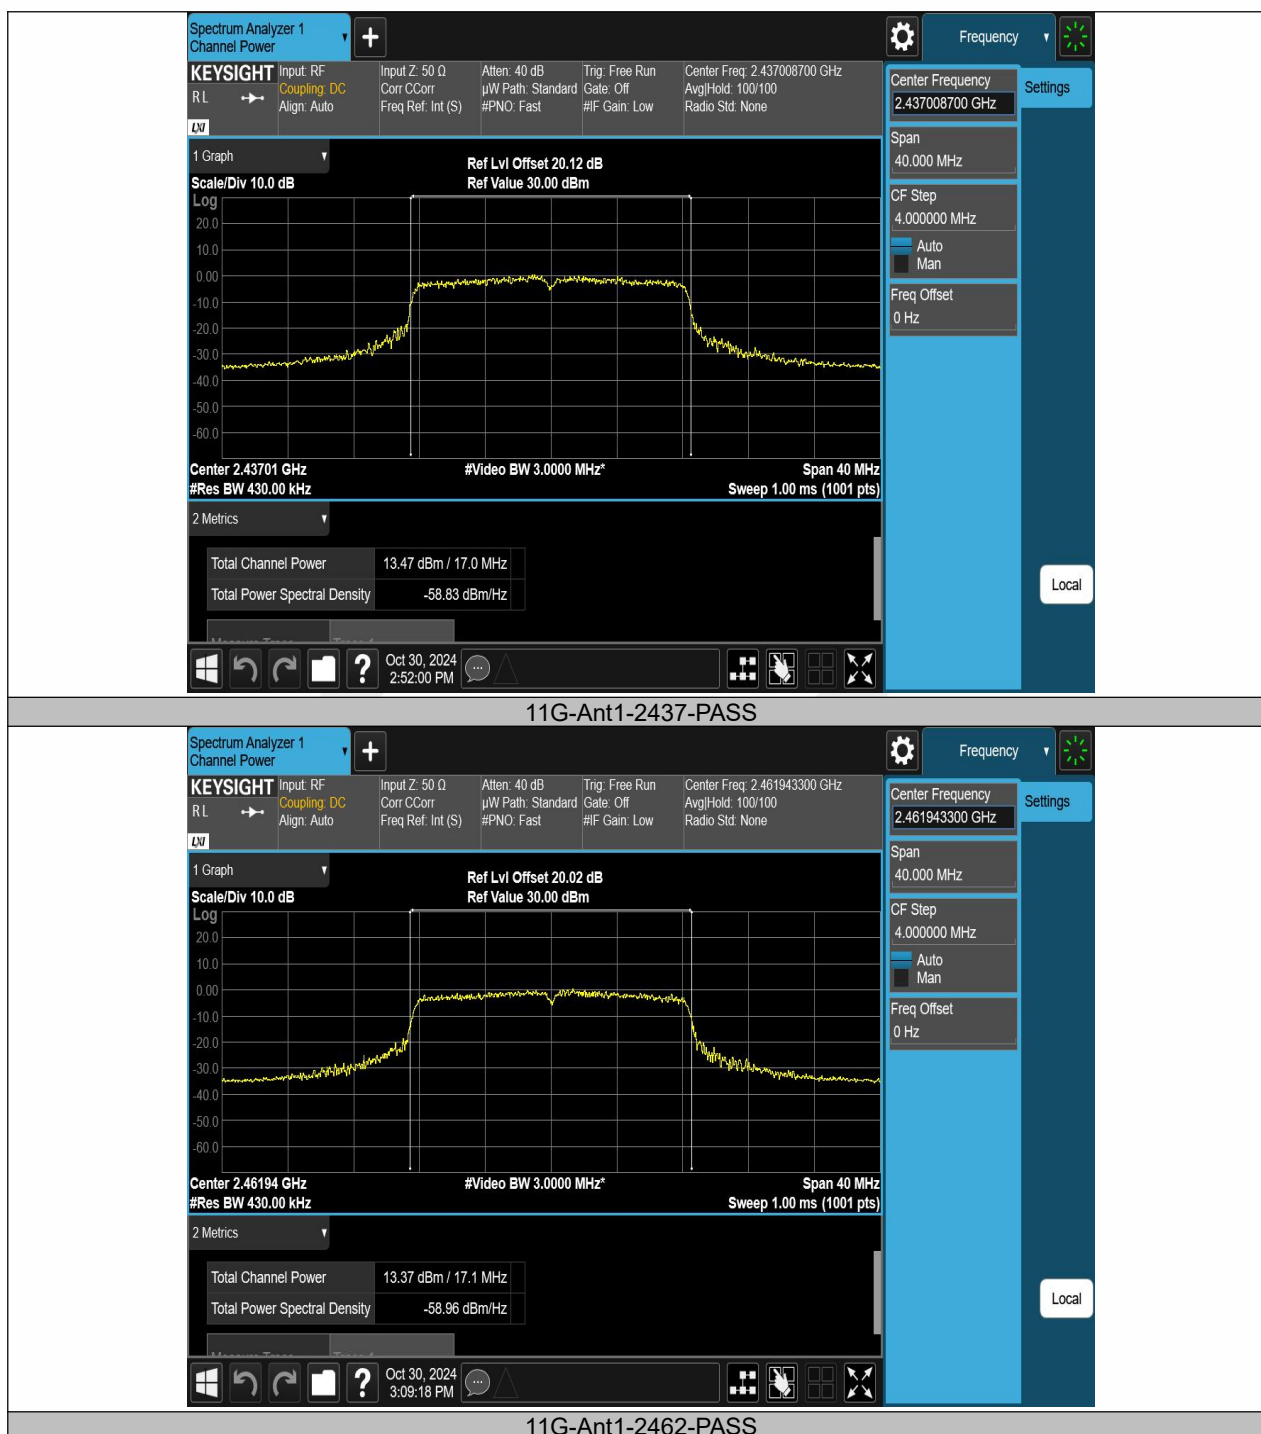 Spectrum Analyzer 1
Channel Power
Frequency
KEYSIGHT
R L
LXI
Input: RF
Coupling: DC
Align: Auto
Input Z: 50 Ω
Corr CCorr
Freq Ref: Int (S)
Atten: 40 dB
µW Path: Standard
#PNO: Fast
Trig: Free Run
Gate: Off
#IF Gain: Low
Center Freq: 2.437008700 GHz
Avg|Hold: 100/100
Radio Std: None
Center Frequency
2.437008700 GHz
Settings
Span
40.000 MHz
CF Step
4.000000 MHz
Auto
Man
Freq Offset
0 Hz
1 Graph
Scale/Div 10.0 dB
Ref Lvl Offset 20.12 dB
Ref Value 30.00 dBm
Log
20.0
10.0
0.00
-10.0
-20.0
-30.0
-40.0
-50.0
-60.0
Center 2.43701 GHz
#Video BW 3.0000 MHz*
Span 40 MHz
#Res BW 430.00 kHz
Sweep 1.00 ms (1001 pts)
2 Metrics
Total Channel Power 13.47 dBm / 17.0 MHz
Total Power Spectral Density -58.83 dBm/Hz
Local
?
Oct 30, 2024
2:52:00 PM
11G-Ant1-2437-PASS
Spectrum Analyzer 1
Channel Power
Frequency
KEYSIGHT
R L
LXI
Input: RF
Coupling: DC
Align: Auto
Input Z: 50 Ω
Corr CCorr
Freq Ref: Int (S)
Atten: 40 dB
µW Path: Standard
#PNO: Fast
Trig: Free Run
Gate: Off
#IF Gain: Low
Center Freq: 2.461943300 GHz
Avg|Hold: 100/100
Radio Std: None
Center Frequency
2.461943300 GHz
Settings
Span
40.000 MHz
CF Step
4.000000 MHz
Auto
Man
Freq Offset
0 Hz
1 Graph
Scale/Div 10.0 dB
Ref Lvl Offset 20.02 dB
Ref Value 30.00 dBm
Log
20.0
10.0
0.00
-10.0
-20.0
-30.0
-40.0
-50.0
-60.0
Center 2.46194 GHz
#Video BW 3.0000 MHz*
Span 40 MHz
#Res BW 430.00 kHz
Sweep 1.00 ms (1001 pts)
2 Metrics
Total Channel Power 13.37 dBm / 17.1 MHz
Total Power Spectral Density -58.96 dBm/Hz
Local
?
Oct 30, 2024
3:09:18 PM
11G-Ant1-2462-PASS